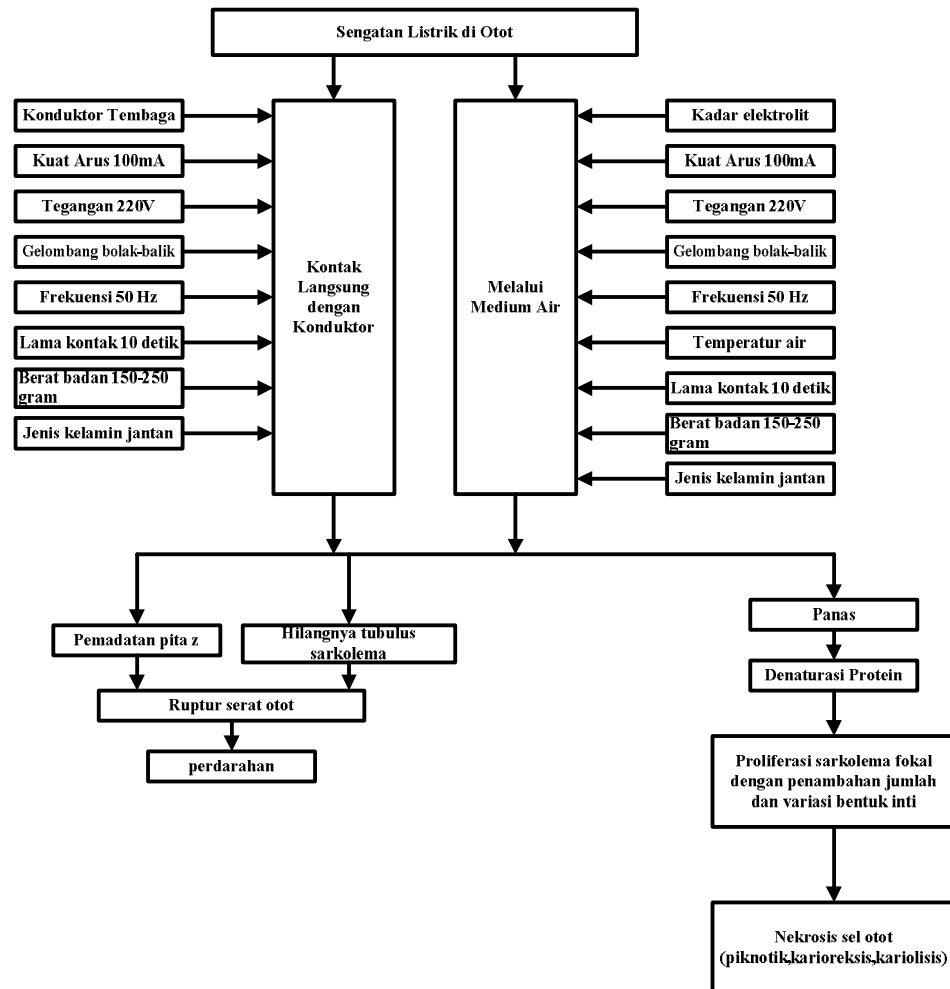 Sengatan Listrik di Otot
Konduktor Tembaga
Kuat Arus 100mA
Tegangan 220V
Gelombang bolak-balik
Frekuensi 50 Hz
Lama kontak 10 detik
Berat badan 150-250
gram
Jenis kelamin jantan
Kontak
Langsung
dengan
Konduktor
Melalui
Medium Air
Kadar elektrolit
Kuat Arus 100mA
Tegangan 220V
Gelombang bolak-balik
Frekuensi 50 Hz
Temperatur air
Lama kontak 10 detik
Berat badan 150-250
gram
Jenis kelamin jantan
Pemadatan pita z
Hilangnya tubulus
sarkolema
Ruptur serat otot
perdarahan
Panas
Denaturasi Protein
Proliferasi sarkolema fokal
dengan penambahan jumlah
dan variasi bentuk inti
Nekrosis sel otot
(piknotik,karioreksis,kariolisis)